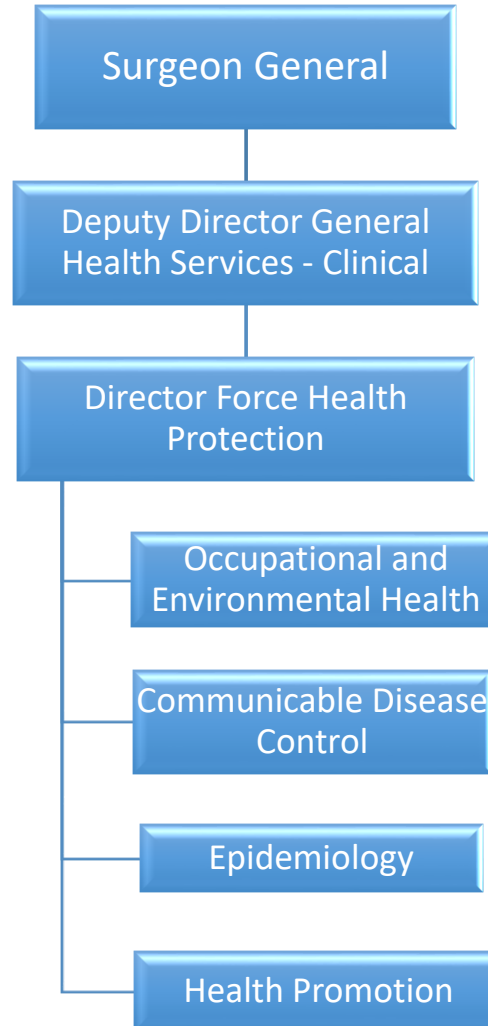 Surgeon General
Deputy Director General
Health Services - Clinical
Director Force Health
Protection
Occupational and
Environmental Health
Communicable Disease
Control
Epidemiology
Health Promotion